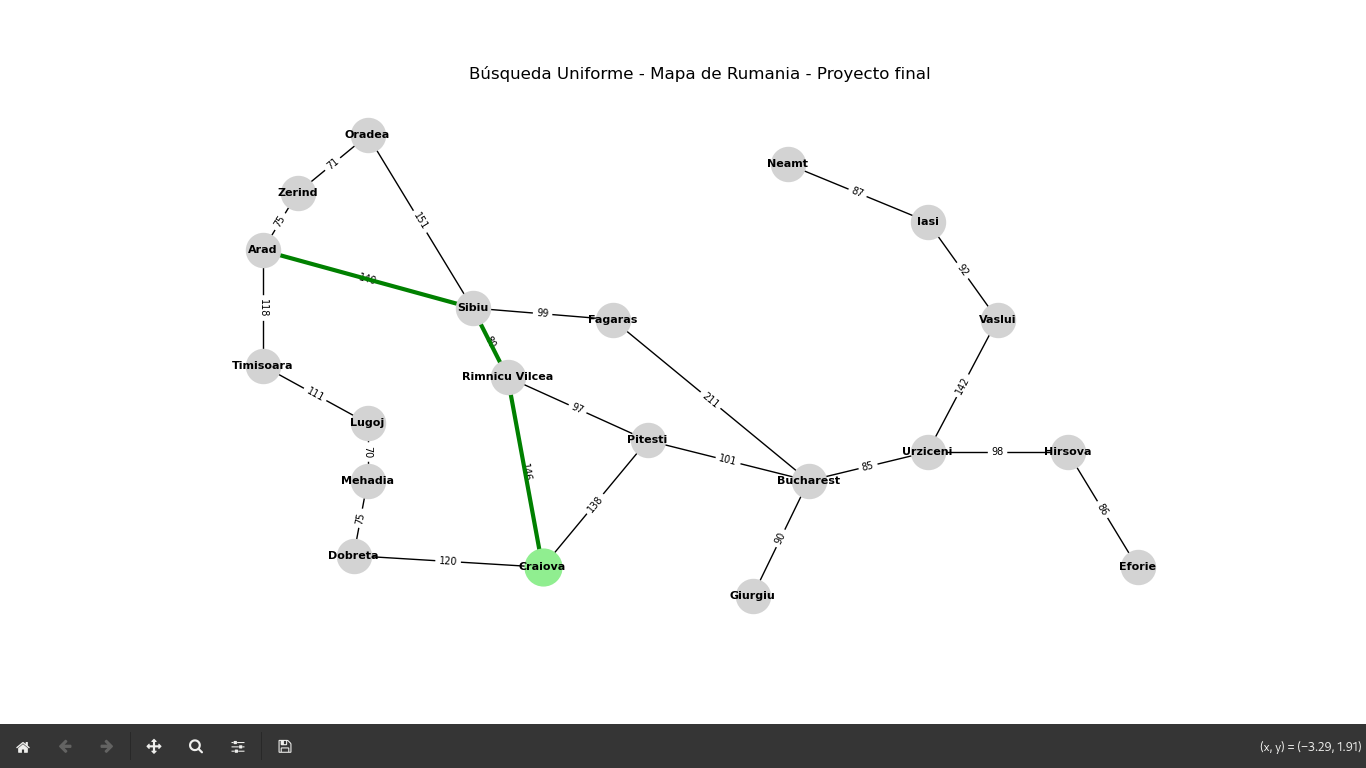 Búsqueda Uniforme - Mapa de Rumania - Proyecto final
Oradea
71
Neamt
Zerind
87
75
151
Iasi
Arad
140
92
118
Sibiu
99
Fagaras
Vaslui
80
Timisoara
Rimnicu Vilcea
111
97
211
142
Lugoj
Pitesti
70
101
Urziceni
98
Hirsova
146
85
Mehadia
Bucharest
138
86
75
90
Dobreta
120
Craiova
Eforie
Giurgiu
(x, y) = (−3.29, 1.91)